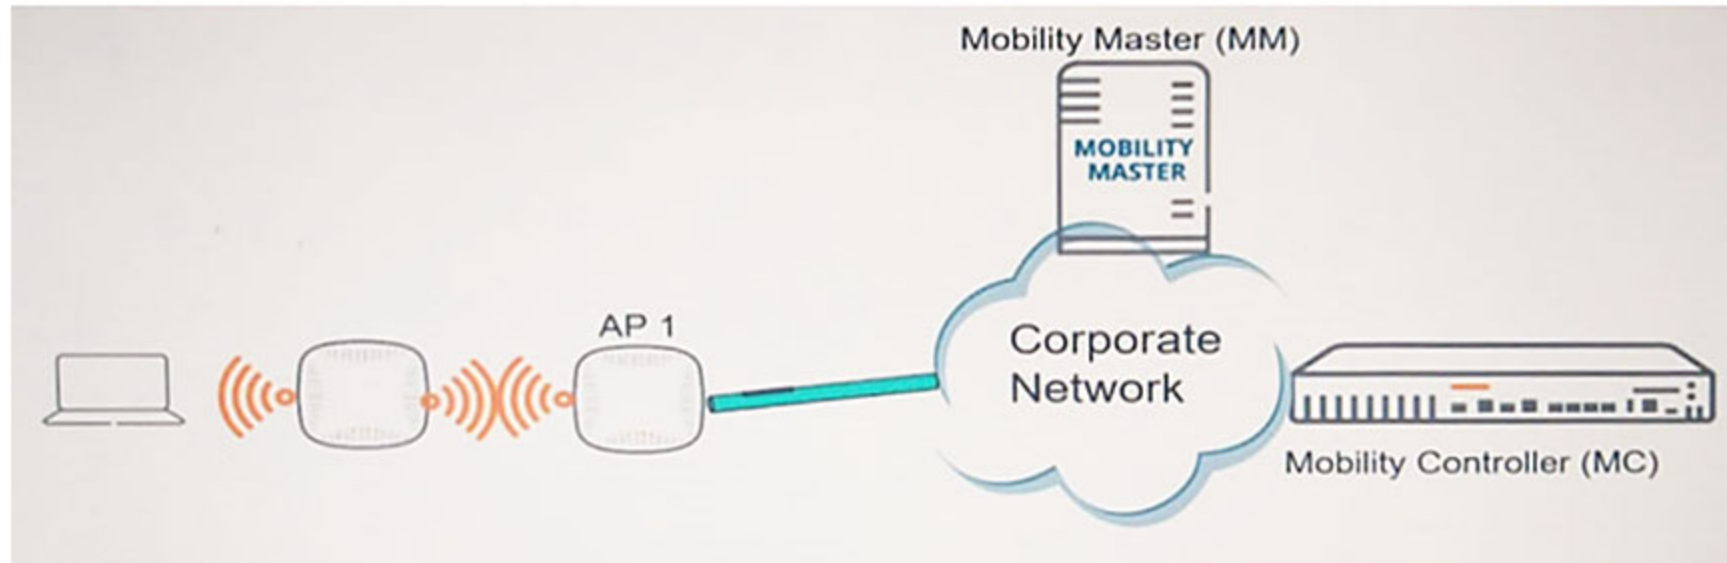 Mobility Master (MM)
MOBILITY
MASTER
AP 1
Corporate
Network
Mobility Controller (MC)